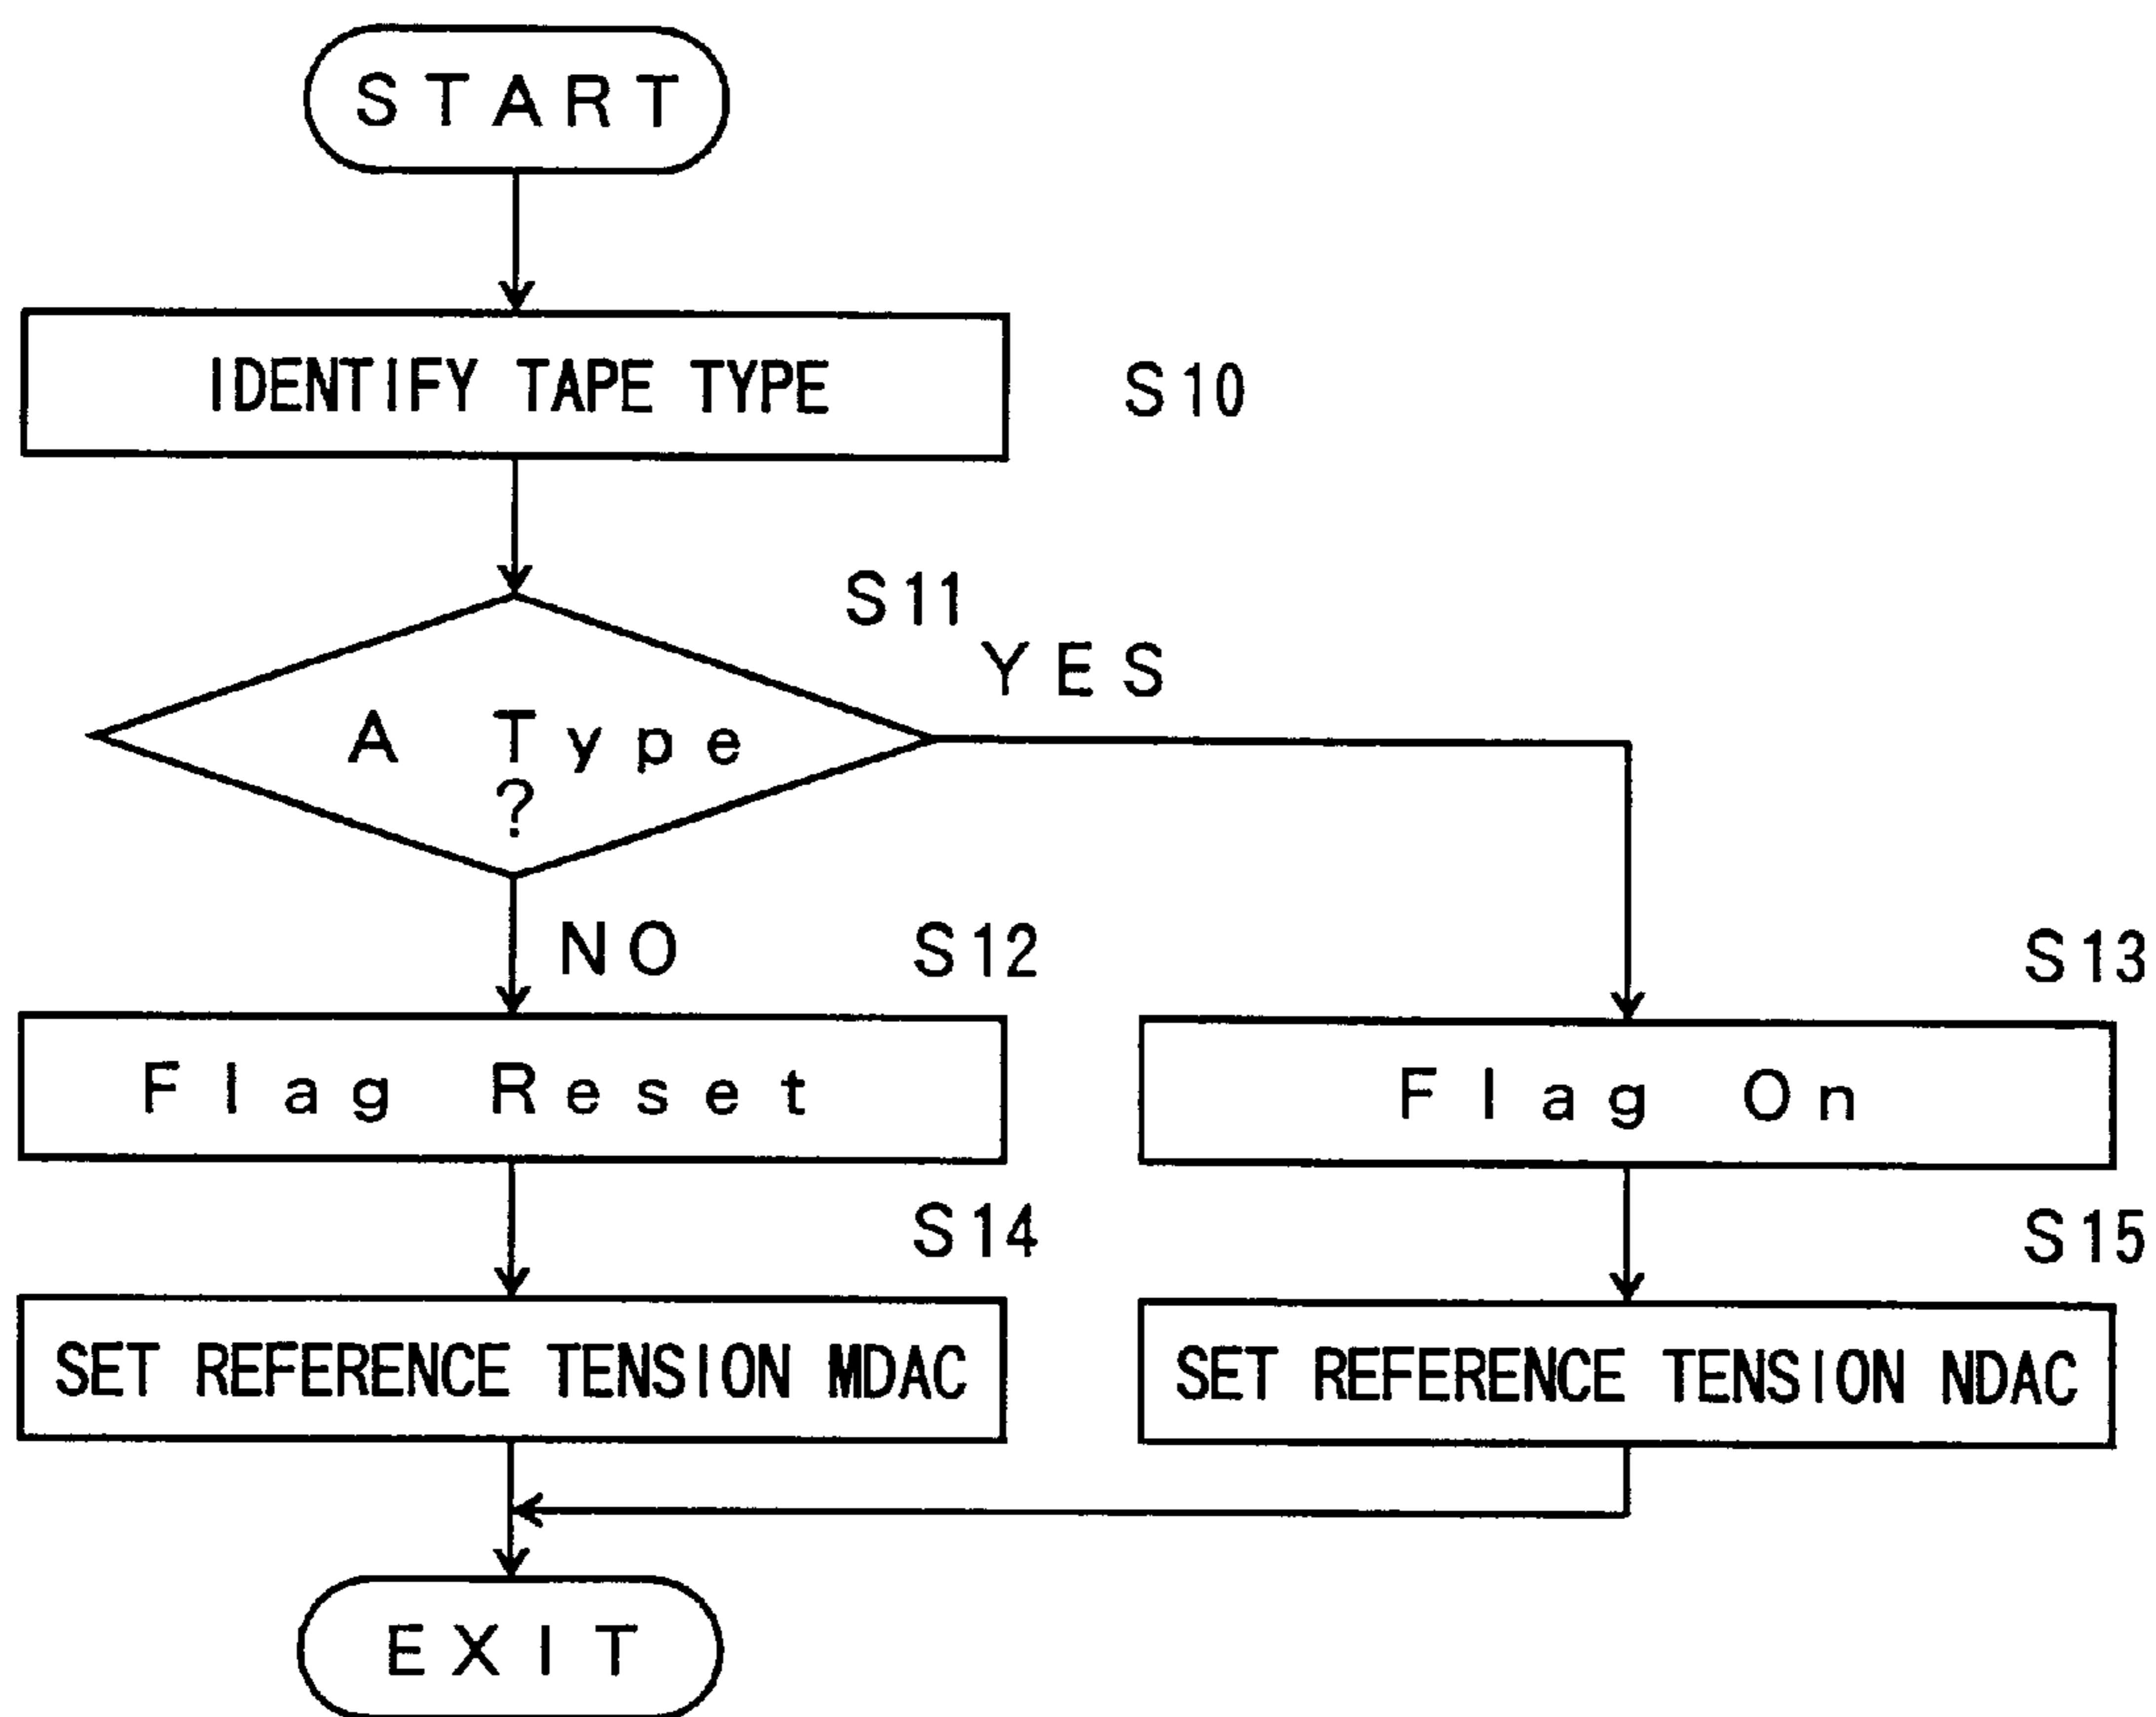 START
IDENTIFY TAPE TYPE
S10
S11
YES
A Type
?
NO
S12
S13
Flag Reset
Flag On
S14
S15
SET REFERENCE TENSION MDAC
SET REFERENCE TENSION NDAC
EXIT